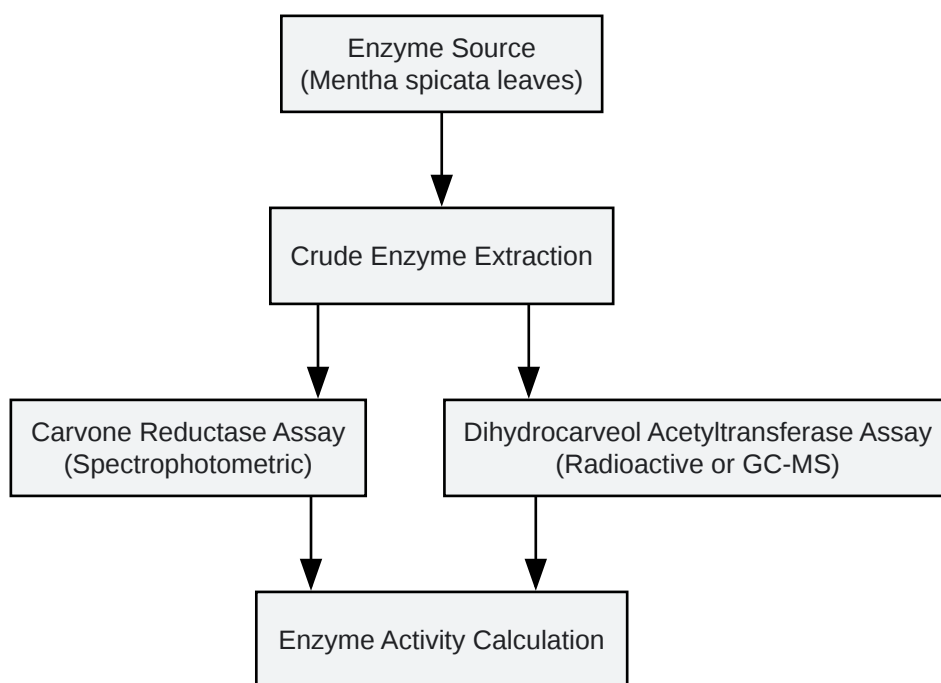 Enzyme Source
(Mentha spicata leaves)
Crude Enzyme Extraction
Carvone Reductase Assay
(Spectrophotometric)
Dihydrocarveol Acetyltransferase Assay
(Radioactive or GC-MS)
Enzyme Activity Calculation